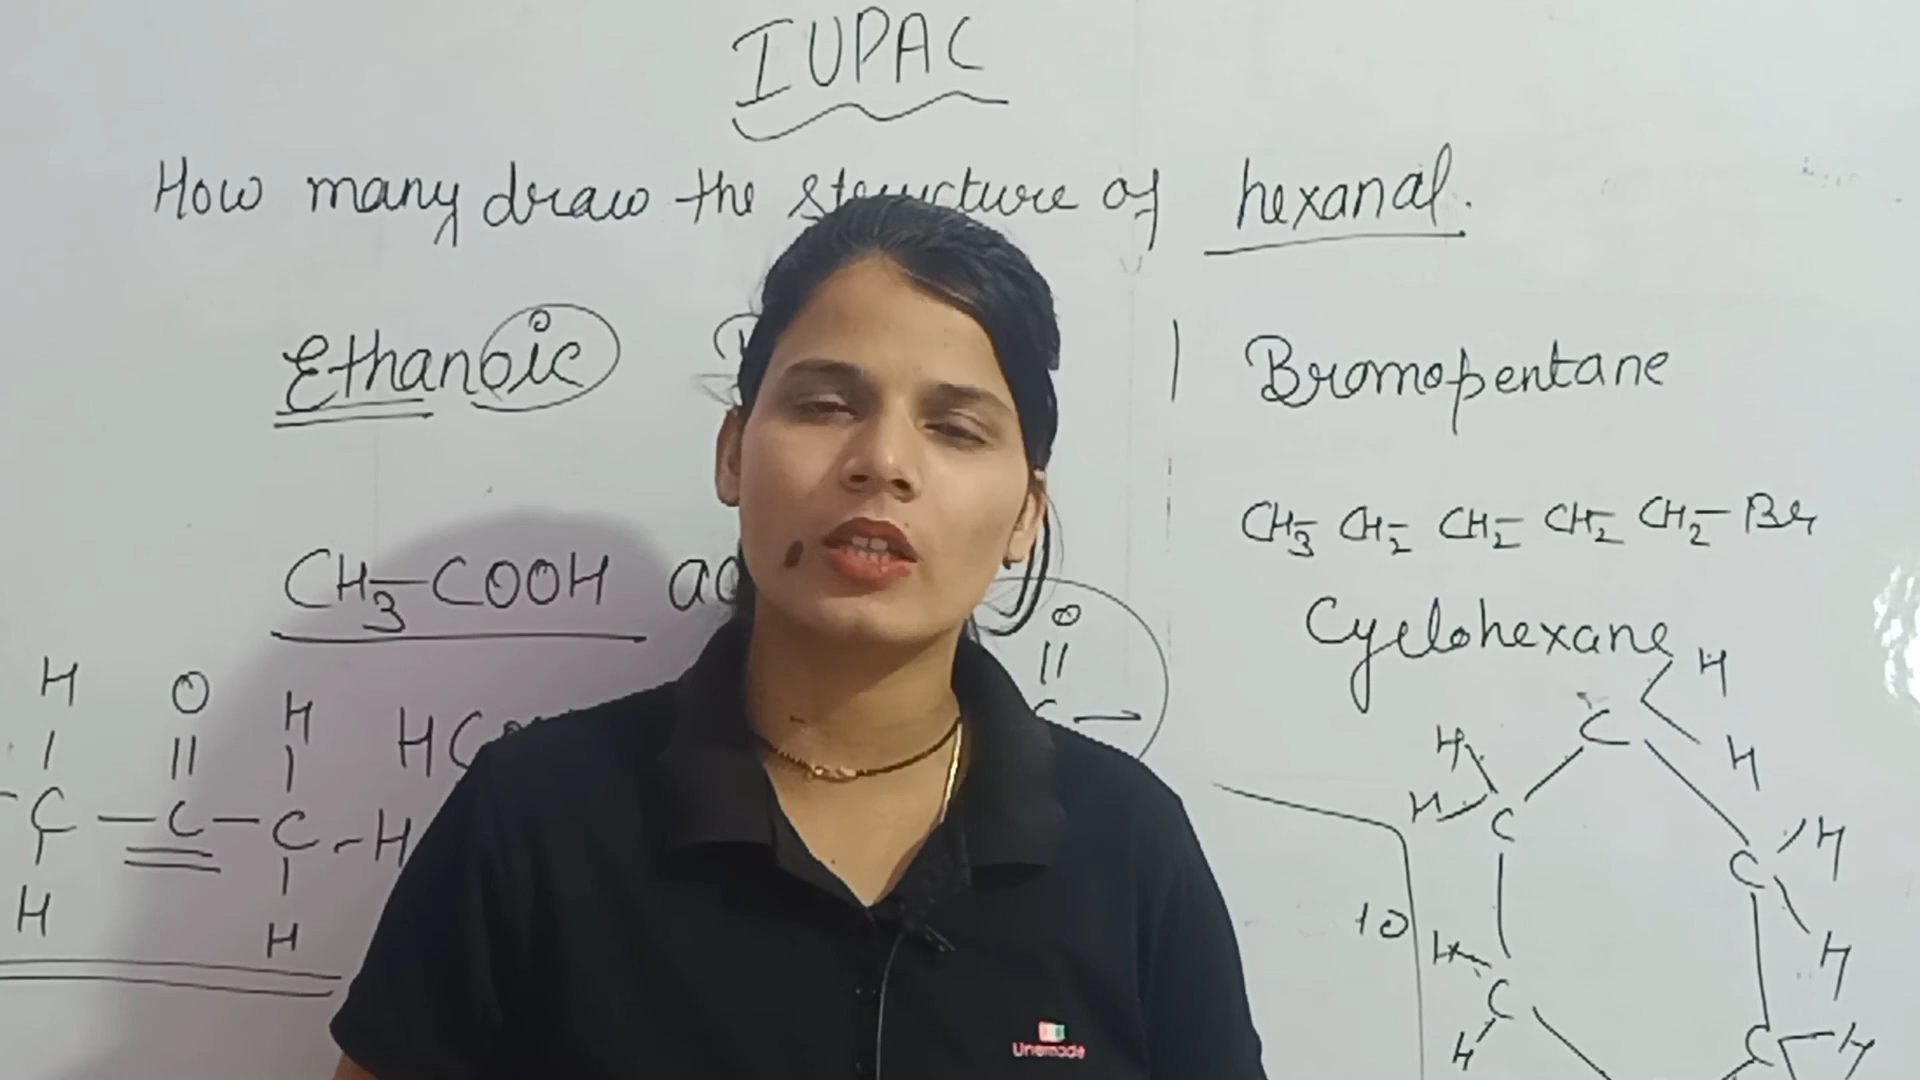 IUPAC
How many draw the structure of hexanal.
Ethanoic
Bromopentane
CH3-COOH
CH3 CH2 CH2 CH2 CH2-Br
Cyclohexane
H O H
C-C-C-H
H H
O
||
C-
H H
C
H H C
C H H
10
H C
H
C H
Unemode